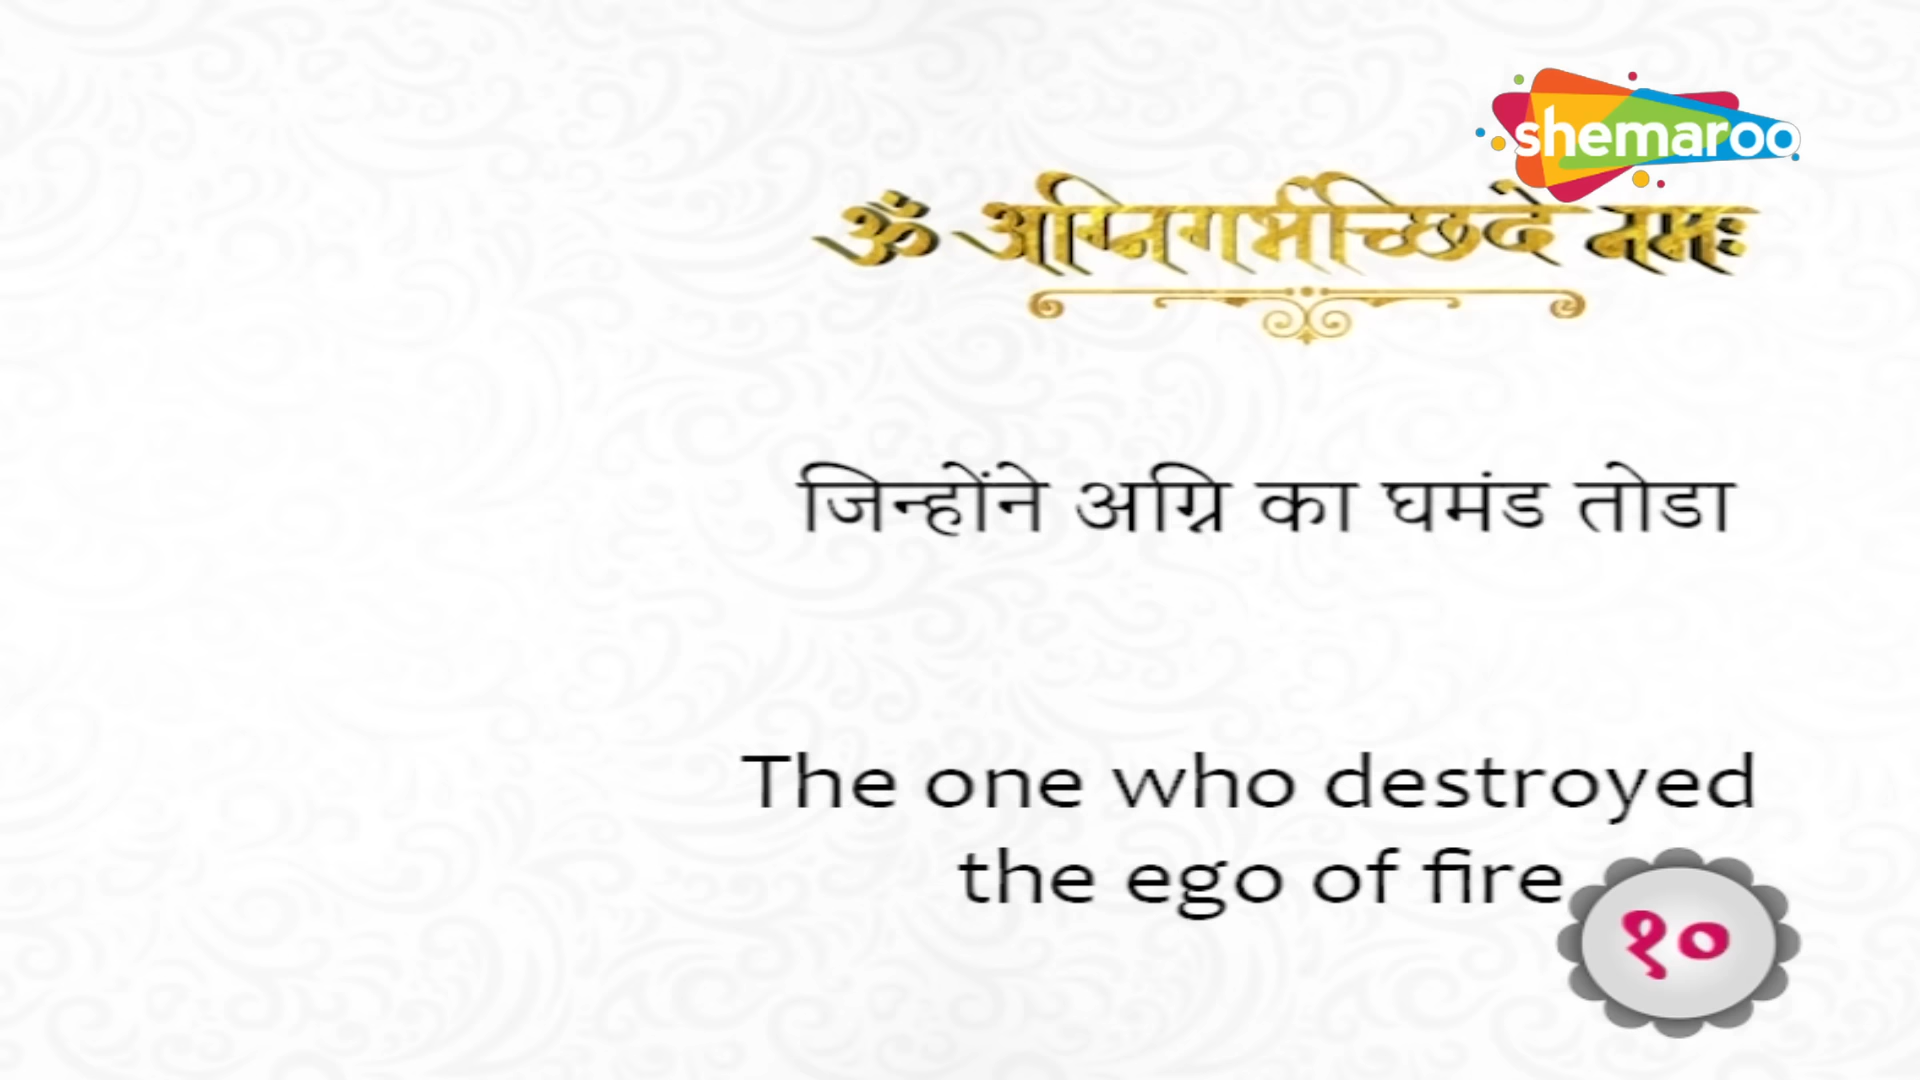 shemaroo
ॐ अग्निगर्भच्छिदे नमः
जिन्होंने अग्नि का घमंड तोडा
The one who destroyed
the ego of fire
१०